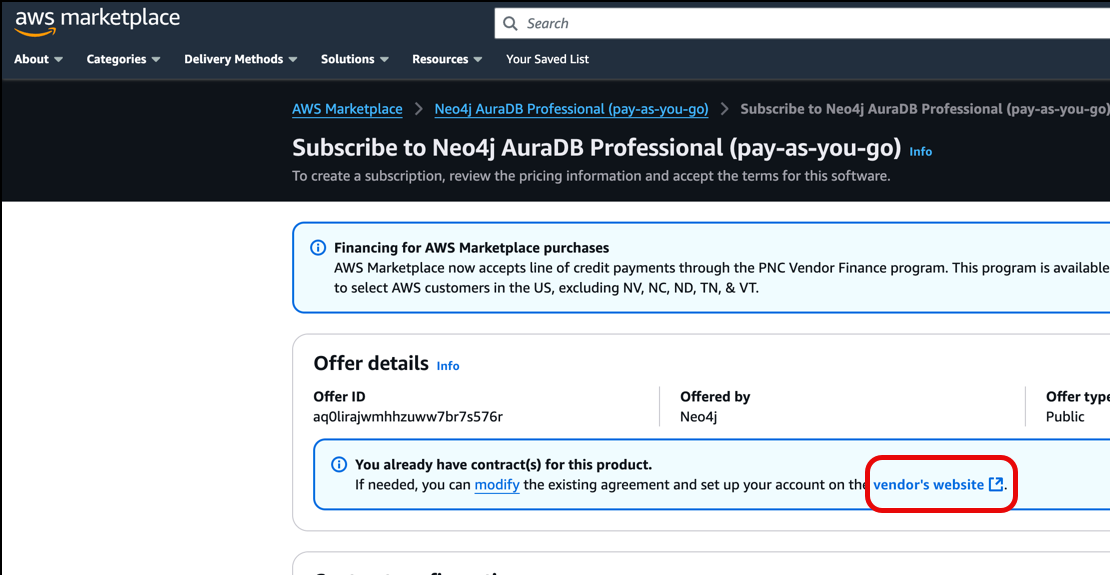 aws marketplace
Search
About
Categories
Delivery Methods
Solutions
Resources
Your Saved List
AWS Marketplace
Neo4j AuraDB Professional (pay-as-you-go)
Subscribe to Neo4j AuraDB Professional (pay-as-you-go)
Subscribe to Neo4j AuraDB Professional (pay-as-you-go) Info
To create a subscription, review the pricing information and accept the terms for this software.
Financing for AWS Marketplace purchases
AWS Marketplace now accepts line of credit payments through the PNC Vendor Finance program. This program is available
to select AWS customers in the US, excluding NV, NC, ND, TN, & VT.
Offer details Info
Offer ID
aq0lirajwmhhzuww7br7s576r
Offered by
Neo4j
Offer type
Public
You already have contract(s) for this product.
If needed, you can modify the existing agreement and set up your account on the vendor's website.